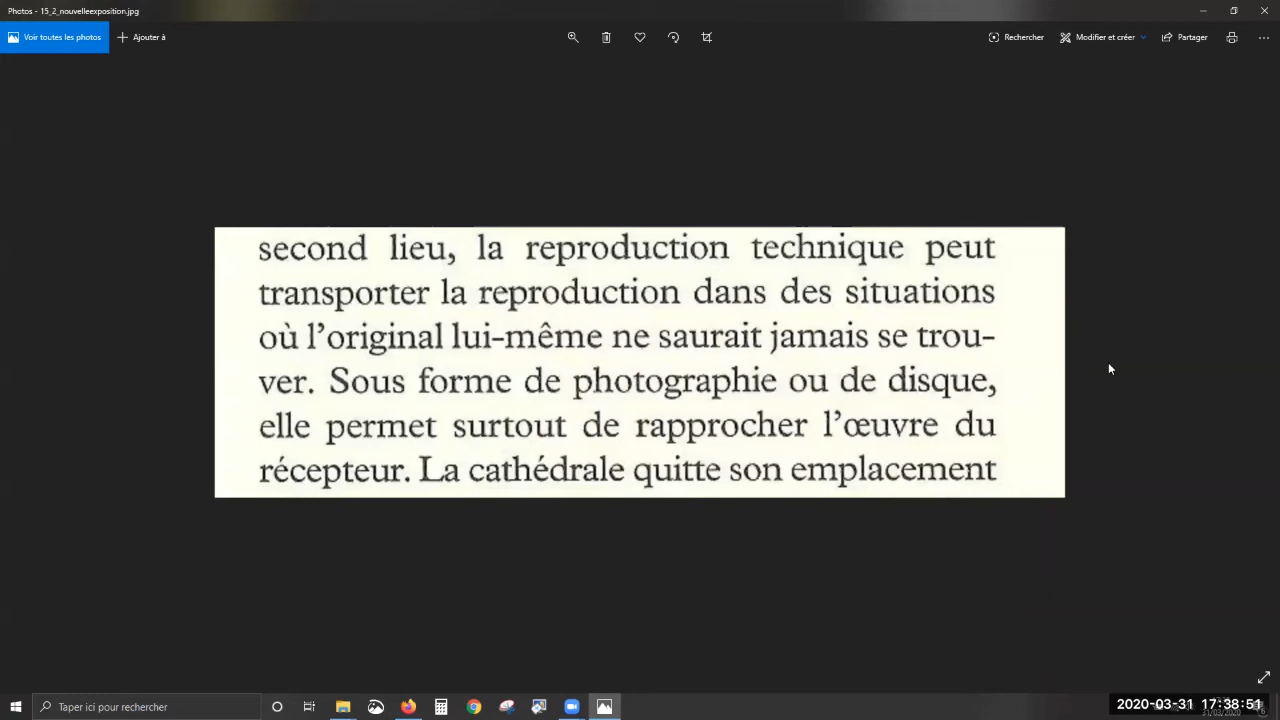 Photos - 15_2_nouvelleexposition.jpg
Voir toutes les photos
Ajouter à
Rechercher
Modifier et créer
Partager
second lieu, la reproduction technique peut
transporter la reproduction dans des situations
où l'original lui-même ne saurait jamais se trou-
ver. Sous forme de photographie ou de disque,
elle permet surtout de rapprocher l'œuvre du
récepteur. La cathédrale quitte son emplacement
Taper ici pour rechercher
2020-03-31 17:38:51